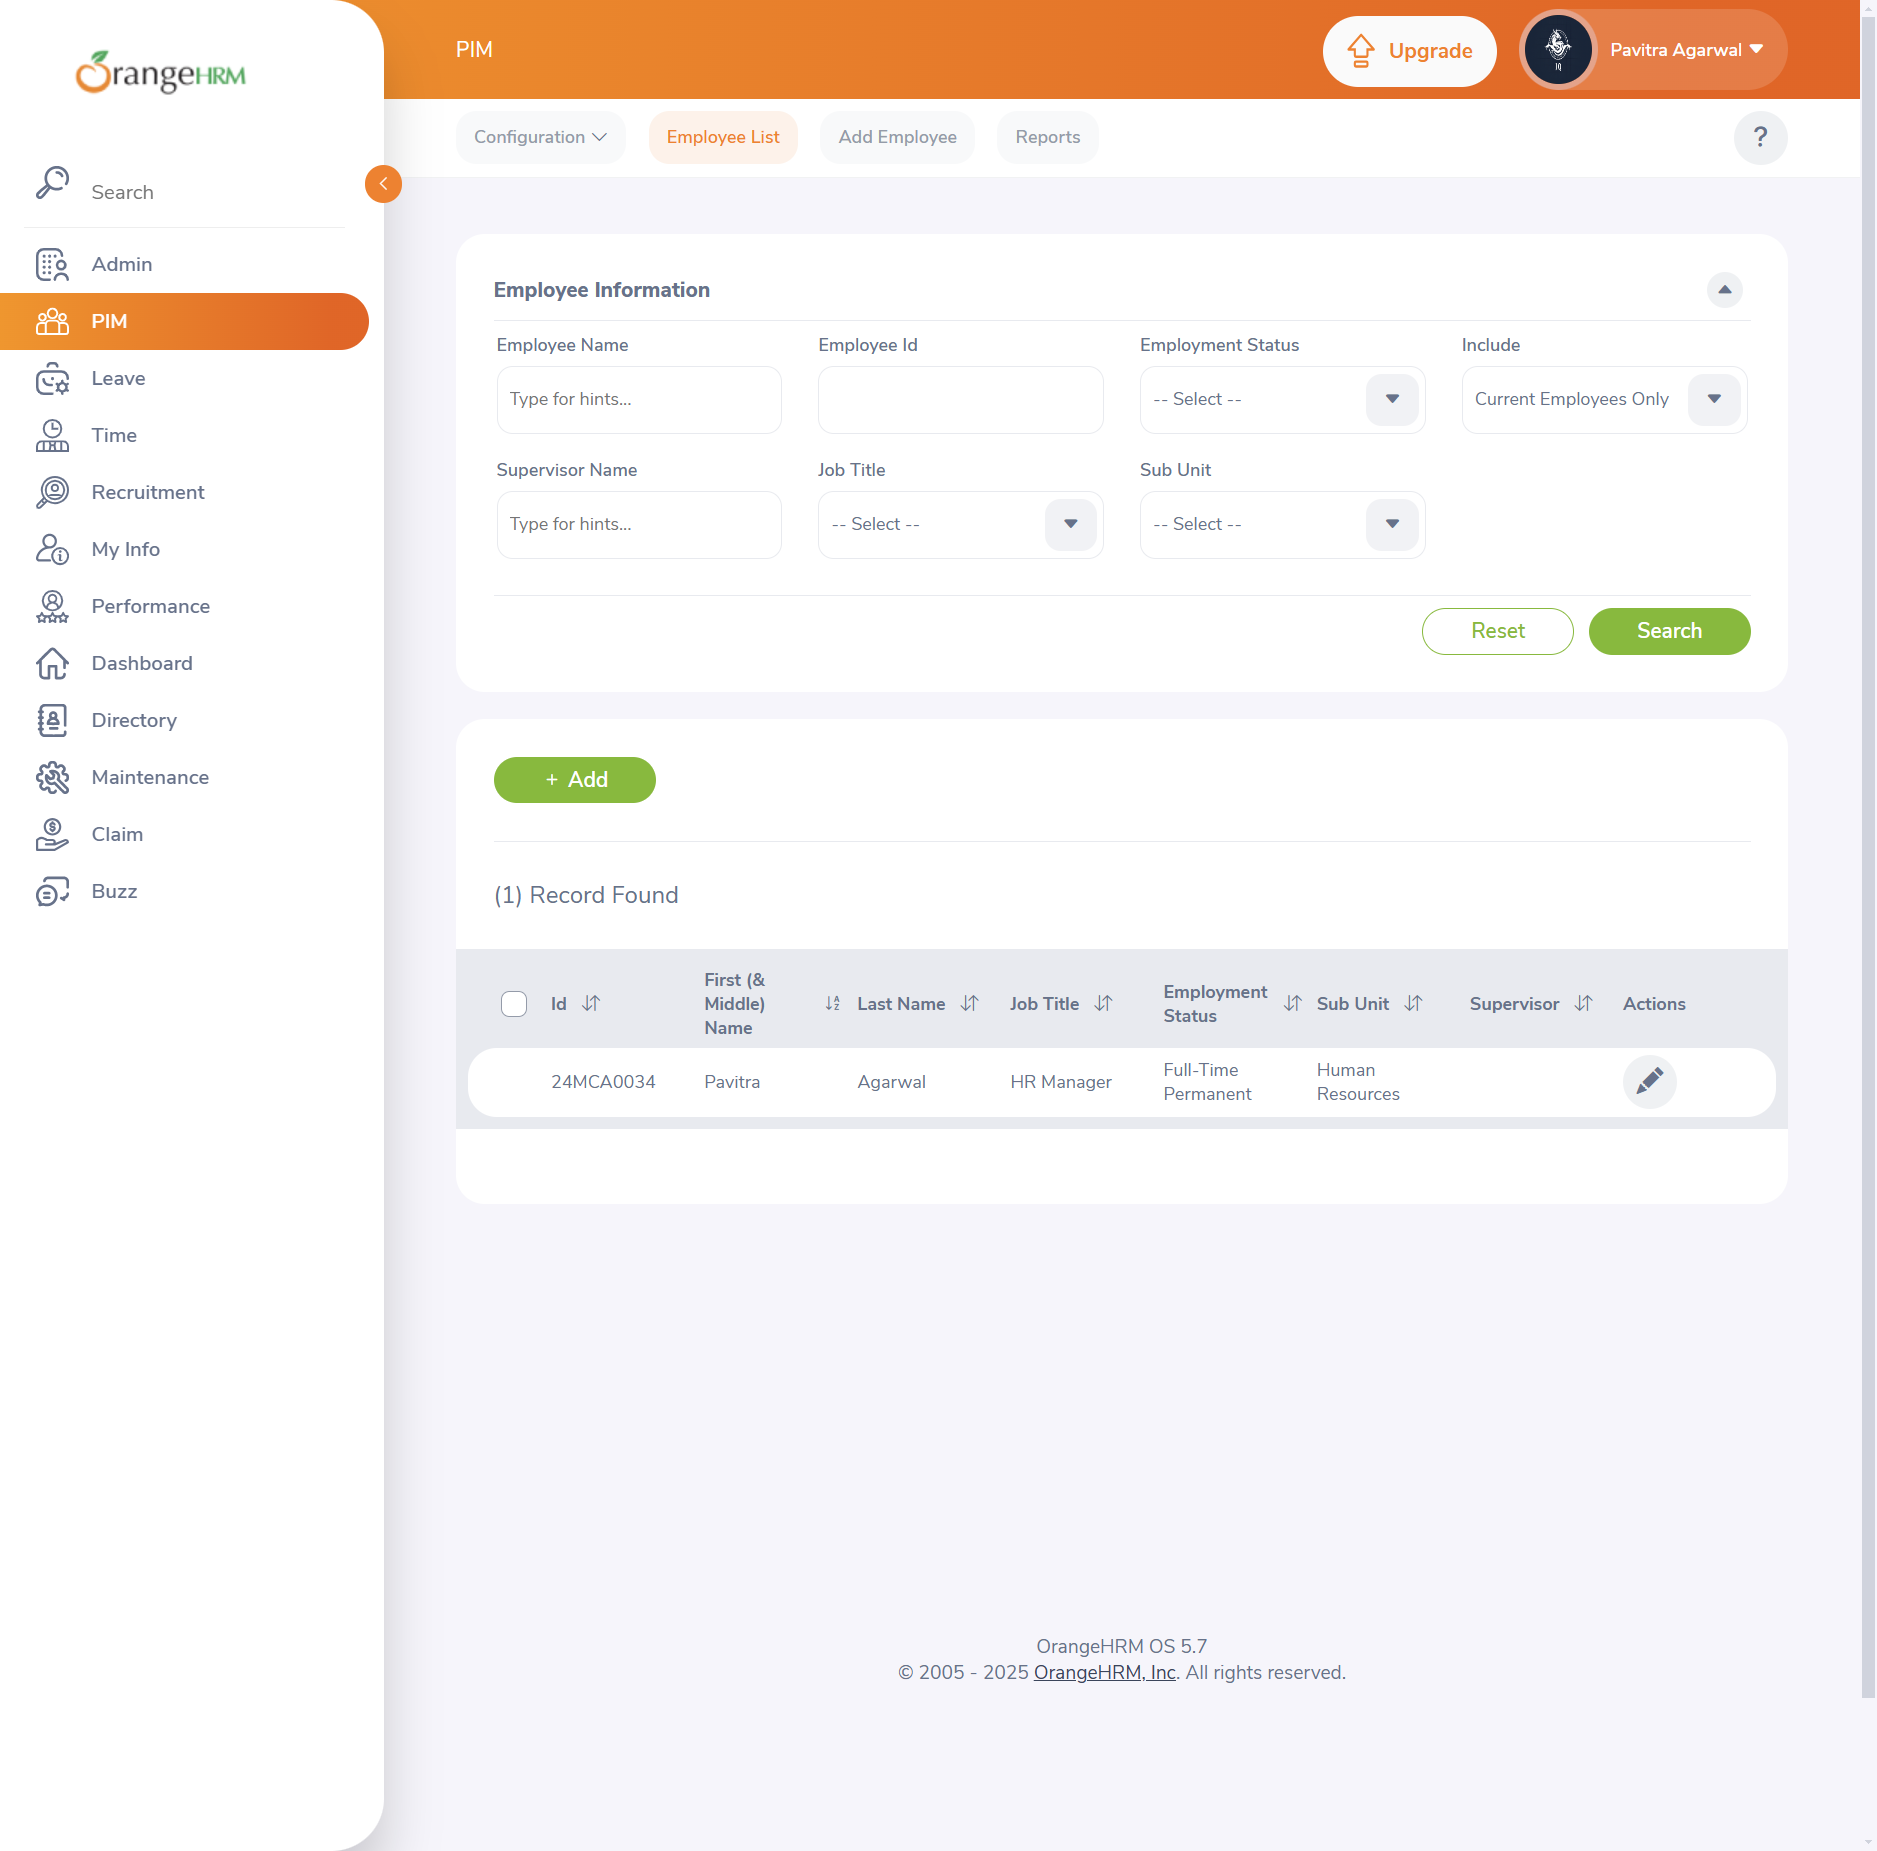 OrangeHRM
Search
Admin
PIM
Leave
Time
Recruitment
My Info
Performance
Dashboard
Directory
Maintenance
Claim
Buzz
PIM
Upgrade
IQ
Pavitra Agarwal
Configuration
Employee List
Add Employee
Reports
?
Employee Information
Employee Name
Employee Id
Employment Status
Include
Type for hints...
-- Select --
Current Employees Only
Supervisor Name
Job Title
Sub Unit
Type for hints...
-- Select --
-- Select --
Reset
Search
+ Add
(1) Record Found
Id
First (&
Middle)
Name
Last Name
Job Title
Employment
Status
Sub Unit
Supervisor
Actions
24MCA0034
Pavitra
Agarwal
HR Manager
Full-Time
Permanent
Human
Resources
OrangeHRM OS 5.7
© 2005 - 2025 OrangeHRM, Inc. All rights reserved.